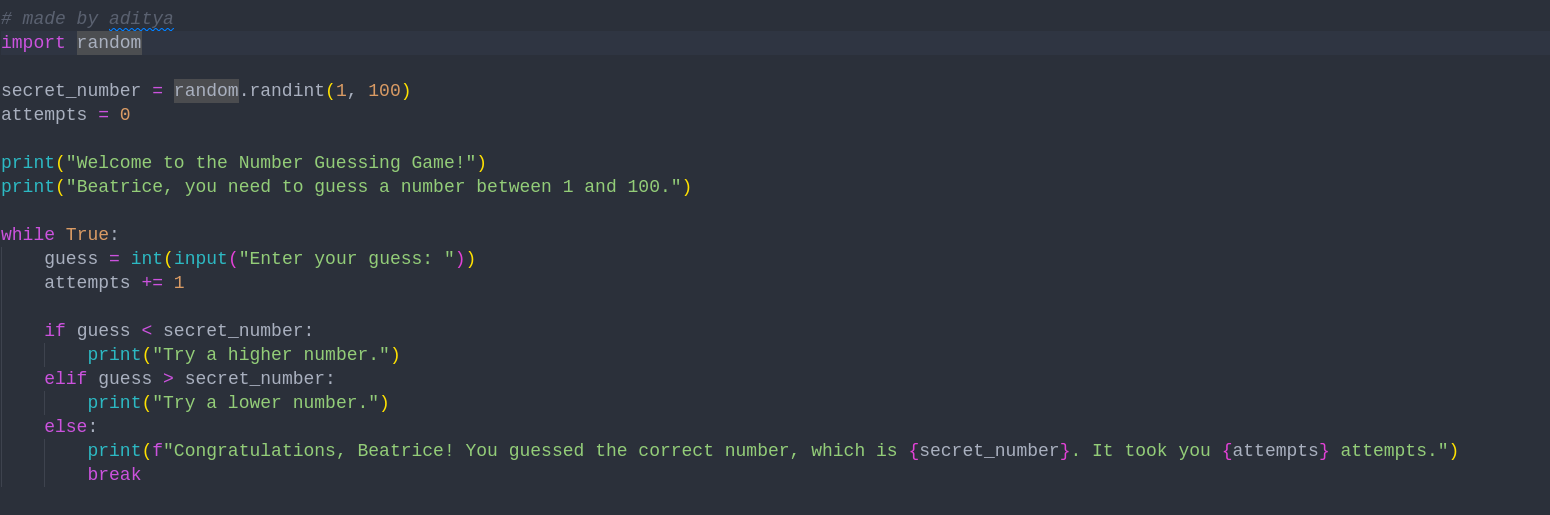 # made by aditya
import random
secret_number = random.randint(1, 100)
attempts = 0
print("Welcome to the Number Guessing Game!")
print("Beatrice, you need to guess a number between 1 and 100.")
while True:
    guess = int(input("Enter your guess: "))
    attempts += 1
    if guess < secret_number:
        print("Try a higher number.")
    elif guess > secret_number:
        print("Try a lower number.")
    else:
        print(f"Congratulations, Beatrice! You guessed the correct number, which is {secret_number}. It took you {attempts} attempts.")
        break